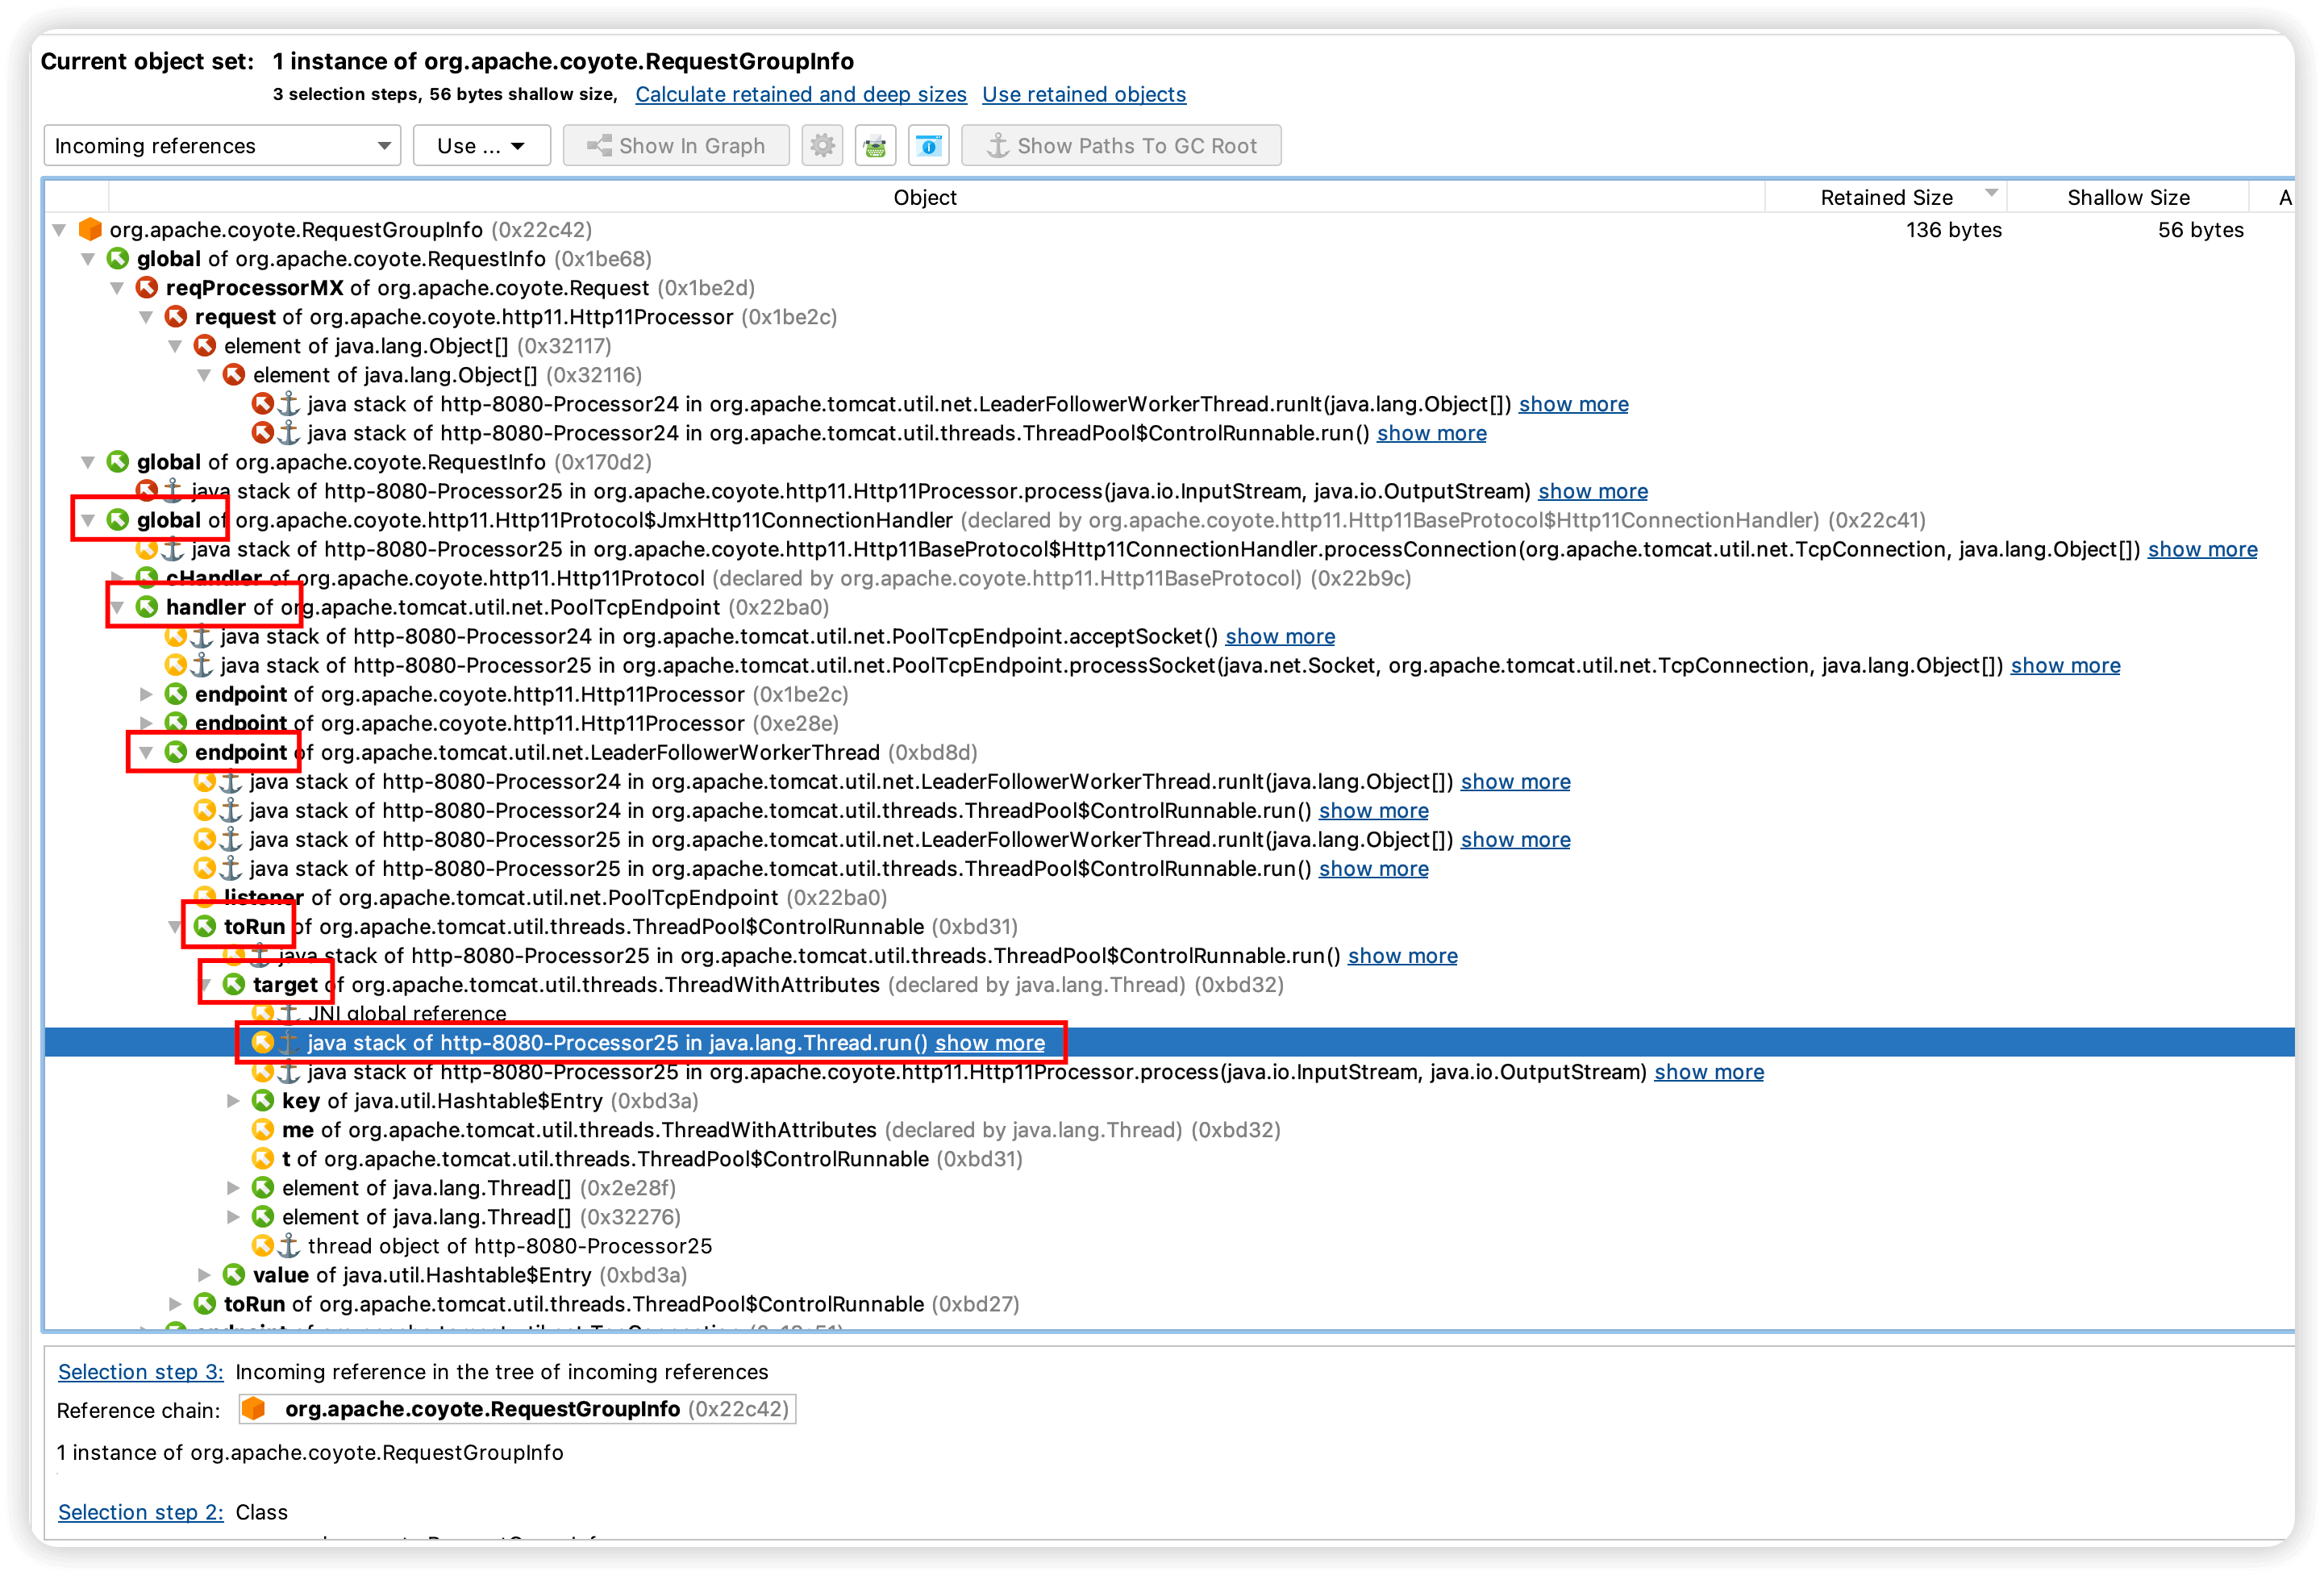 Current object set: 1 instance of org.apache.coyote.RequestGroupInfo
3 selection steps, 56 bytes shallow size, Calculate retained and deep sizes Use retained objects
Incoming references Use ... Show In Graph Show Paths To GC Root
Object Retained Size Shallow Size A
org.apache.coyote.RequestGroupInfo (0x22c42) 136 bytes 56 bytes
global of org.apache.coyote.RequestInfo (0x1be68)
reqProcessorMX of org.apache.coyote.Request (0x1be2d)
request of org.apache.coyote.http11.Http11Processor (0x1be2c)
element of java.lang.Object[] (0x32117)
element of java.lang.Object[] (0x32116)
java stack of http-8080-Processor24 in org.apache.tomcat.util.net.LeaderFollowerWorkerThread.runIt(java.lang.Object[]) show more
java stack of http-8080-Processor24 in org.apache.tomcat.util.threads.ThreadPool$ControlRunnable.run() show more
global of org.apache.coyote.RequestInfo (0x170d2)
java stack of http-8080-Processor25 in org.apache.coyote.http11.Http11Processor.process(java.io.InputStream, java.io.OutputStream) show more
global of org.apache.coyote.http11.Http11Protocol$JmxHttp11ConnectionHandler (declared by org.apache.coyote.http11.Http11BaseProtocol$Http11ConnectionHandler) (0x22c41)
java stack of http-8080-Processor25 in org.apache.coyote.http11.Http11BaseProtocol$Http11ConnectionHandler.processConnection(org.apache.tomcat.util.net.TcpConnection, java.lang.Object[]) show more
cHandler of org.apache.coyote.http11.Http11Protocol (declared by org.apache.coyote.http11.Http11BaseProtocol) (0x22b9c)
handler of org.apache.tomcat.util.net.PoolTcpEndpoint (0x22ba0)
java stack of http-8080-Processor24 in org.apache.tomcat.util.net.PoolTcpEndpoint.acceptSocket() show more
java stack of http-8080-Processor25 in org.apache.tomcat.util.net.PoolTcpEndpoint.processSocket(java.net.Socket, org.apache.tomcat.util.net.TcpConnection, java.lang.Object[]) show more
endpoint of org.apache.coyote.http11.Http11Processor (0x1be2c)
endpoint of org.apache.coyote.http11.Http11Processor (0xe28e)
endpoint of org.apache.tomcat.util.net.LeaderFollowerWorkerThread (0xbd8d)
java stack of http-8080-Processor24 in org.apache.tomcat.util.net.LeaderFollowerWorkerThread.runIt(java.lang.Object[]) show more
java stack of http-8080-Processor24 in org.apache.tomcat.util.threads.ThreadPool$ControlRunnable.run() show more
java stack of http-8080-Processor25 in org.apache.tomcat.util.net.LeaderFollowerWorkerThread.runIt(java.lang.Object[]) show more
java stack of http-8080-Processor25 in org.apache.tomcat.util.threads.ThreadPool$ControlRunnable.run() show more
listener of org.apache.tomcat.util.net.PoolTcpEndpoint (0x22ba0)
toRun of org.apache.tomcat.util.threads.ThreadPool$ControlRunnable (0xbd31)
java stack of http-8080-Processor25 in org.apache.tomcat.util.threads.ThreadPool$ControlRunnable.run() show more
target of org.apache.tomcat.util.threads.ThreadWithAttributes (declared by java.lang.Thread) (0xbd32)
JNI global reference
java stack of http-8080-Processor25 in java.lang.Thread.run() show more
java stack of http-8080-Processor25 in org.apache.coyote.http11.Http11Processor.process(java.io.InputStream, java.io.OutputStream) show more
key of java.util.Hashtable$Entry (0xbd3a)
me of org.apache.tomcat.util.threads.ThreadWithAttributes (declared by java.lang.Thread) (0xbd32)
t of org.apache.tomcat.util.threads.ThreadPool$ControlRunnable (0xbd31)
element of java.lang.Thread[] (0x2e28f)
element of java.lang.Thread[] (0x32276)
thread object of http-8080-Processor25
value of java.util.Hashtable$Entry (0xbd3a)
toRun of org.apache.tomcat.util.threads.ThreadPool$ControlRunnable (0xbd27)
Selection step 3: Incoming reference in the tree of incoming references
Reference chain: org.apache.coyote.RequestGroupInfo (0x22c42)
1 instance of org.apache.coyote.RequestGroupInfo
Selection step 2: Class